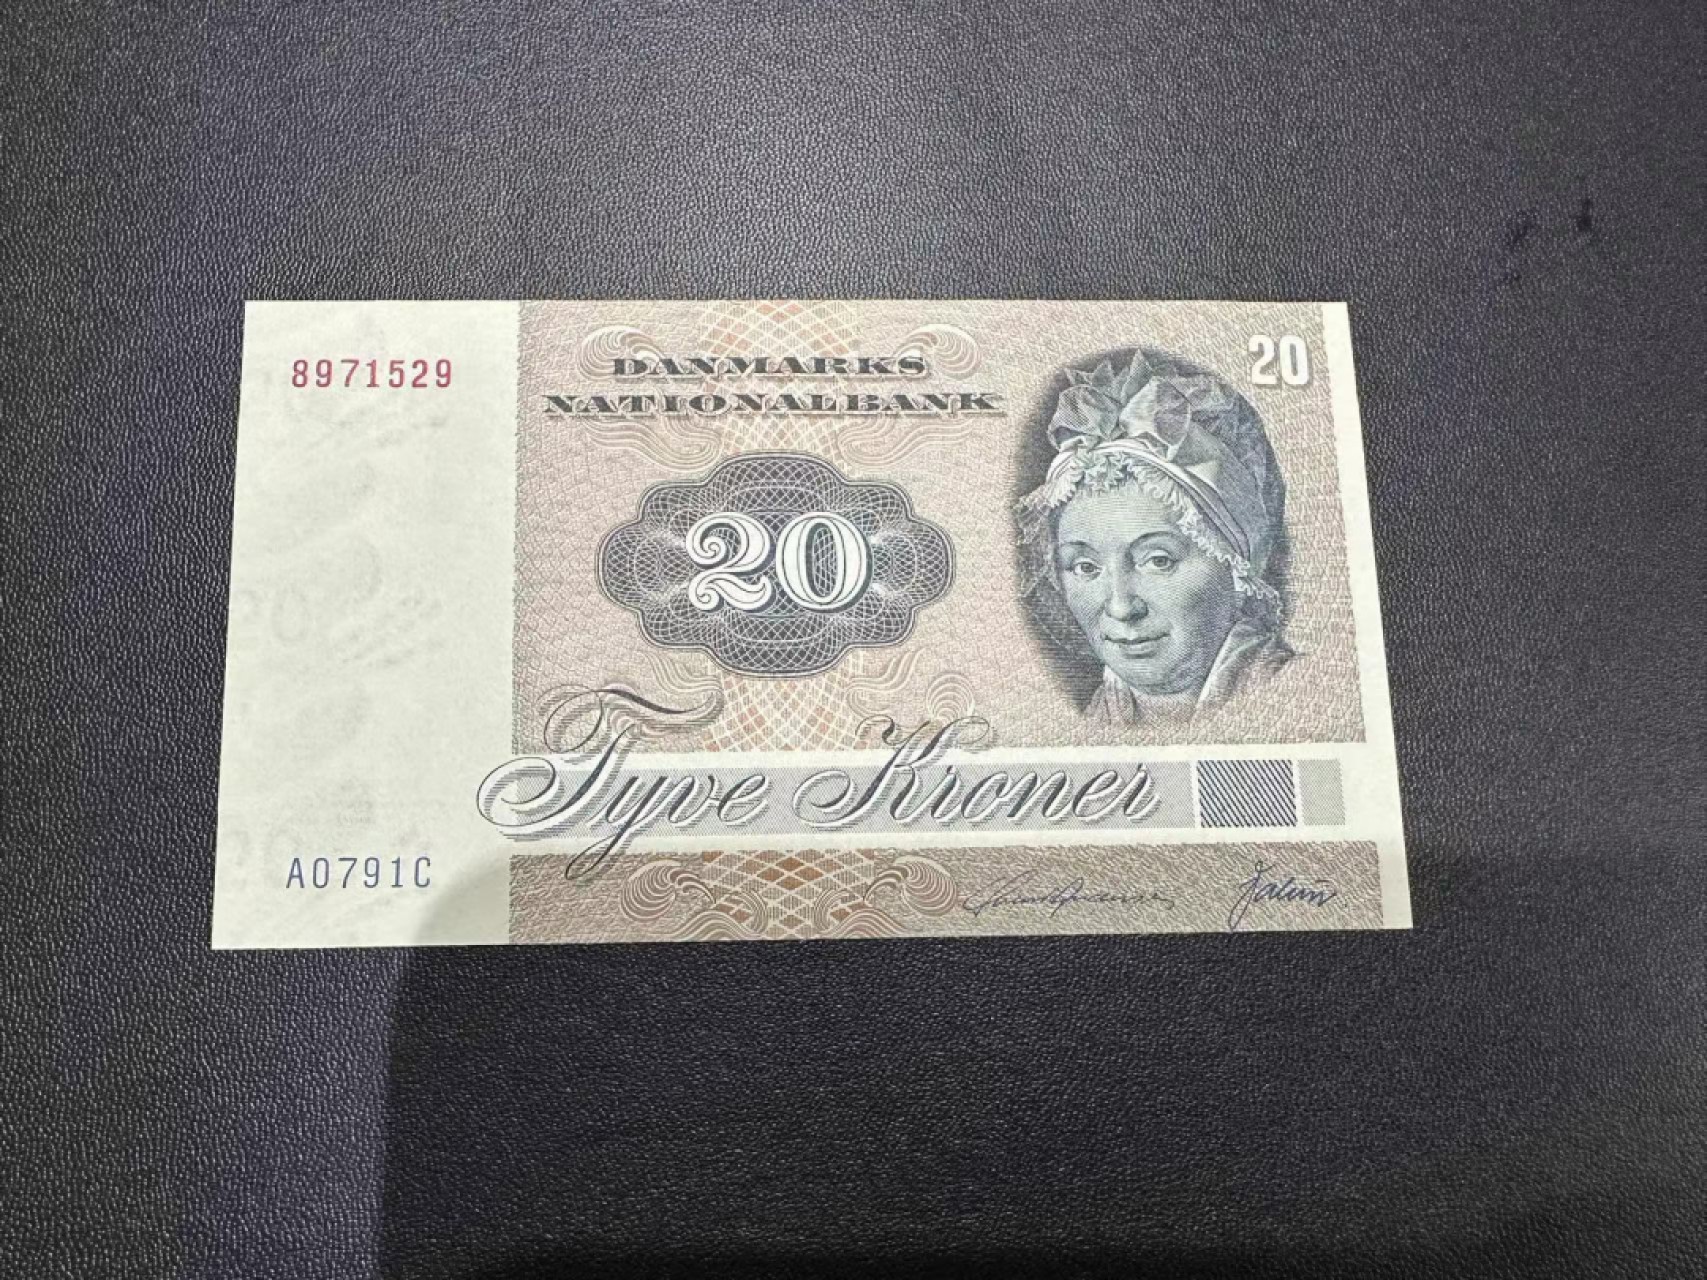 8971529
DANMARKS
NATIONALBANK
20
20
Tyve Kroner
A0791C